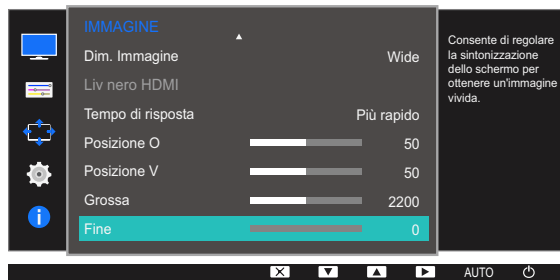 IMMAGINE
Dim. Immagine Wide
Liv nero HDMI
Tempo di risposta Più rapido
Posizione O 50
Posizione V 50
Grossa 2200
Fine 0
Consente di regolare
la sintonizzazione
dello schermo per
ottenere un'immagine
vivida.
AUTO